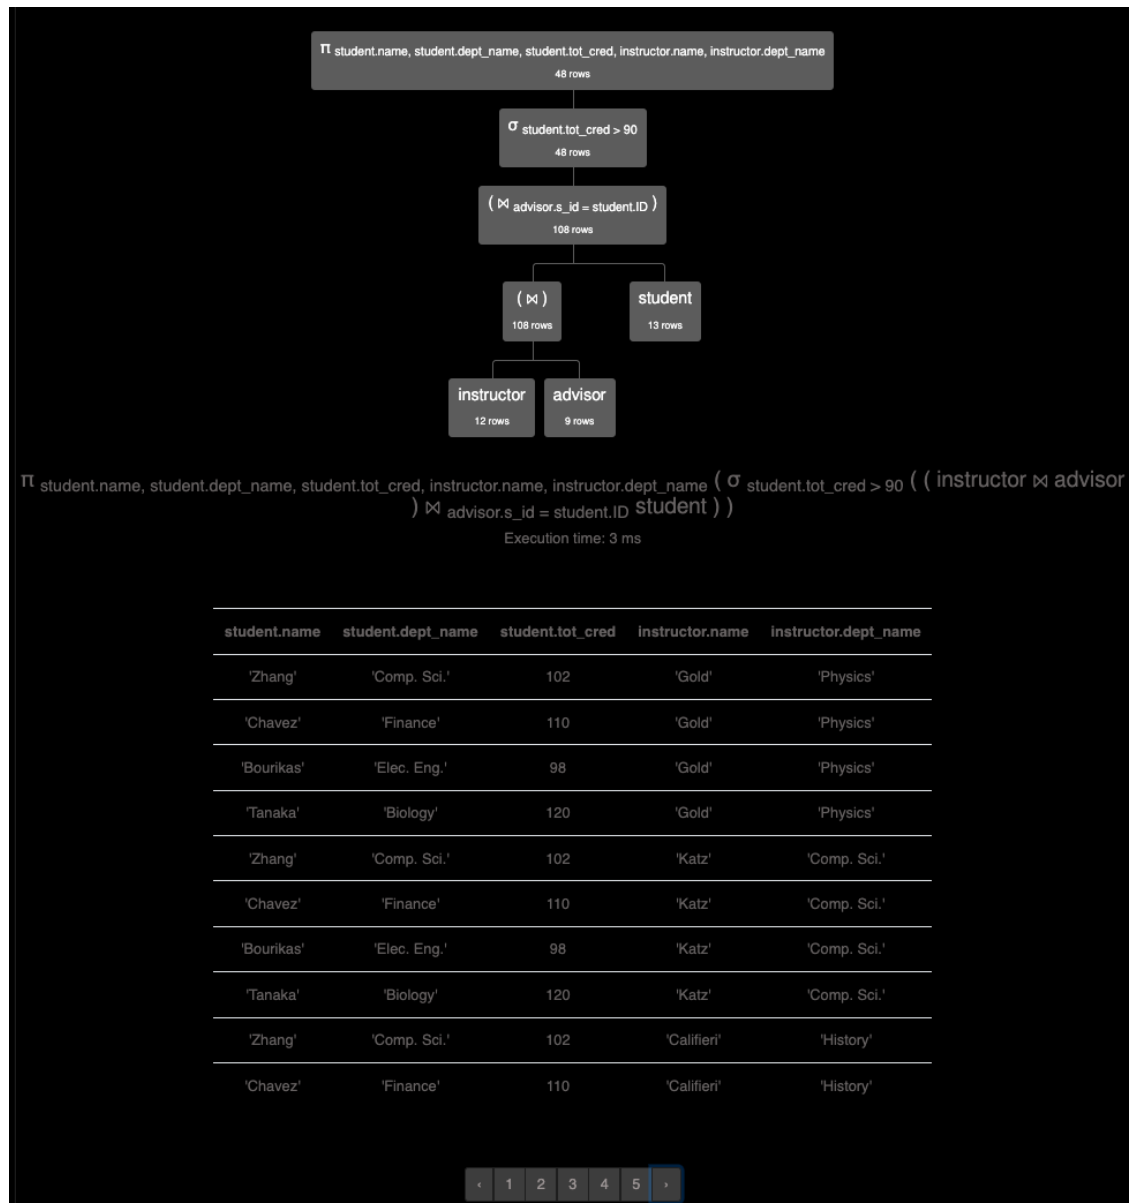 π student.name, student.dept_name, student.tot_cred, instructor.name, instructor.dept_name
48 rows
σ student.tot_cred > 90
48 rows
( ⋈ advisor.s_id = student.ID )
108 rows
( ⋈ ) student
108 rows 13 rows
instructor advisor
12 rows 9 rows
π student.name, student.dept_name, student.tot_cred, instructor.name, instructor.dept_name ( σ student.tot_cred > 90 ( ( instructor ⋈ advisor
) ⋈ advisor.s_id = student.ID student ) )
Execution time: 3 ms
student.name student.dept_name student.tot_cred instructor.name instructor.dept_name
'Zhang' 'Comp. Sci.' 102 'Gold' 'Physics'
'Chavez' 'Finance' 110 'Gold' 'Physics'
'Bourikas' 'Elec. Eng.' 98 'Gold' 'Physics'
'Tanaka' 'Biology' 120 'Gold' 'Physics'
'Zhang' 'Comp. Sci.' 102 'Katz' 'Comp. Sci.'
'Chavez' 'Finance' 110 'Katz' 'Comp. Sci.'
'Bourikas' 'Elec. Eng.' 98 'Katz' 'Comp. Sci.'
'Tanaka' 'Biology' 120 'Katz' 'Comp. Sci.'
'Zhang' 'Comp. Sci.' 102 'Califieri' 'History'
'Chavez' 'Finance' 110 'Califieri' 'History'
‹ 1 2 3 4 5 ›